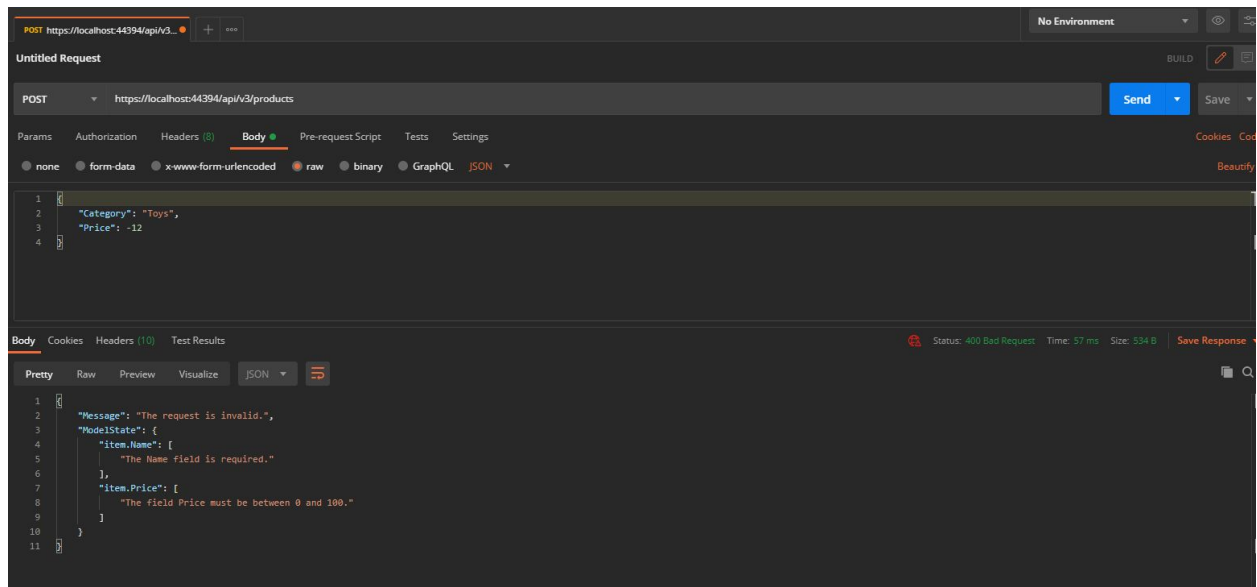 POST https://localhost:44394/api/v3... + ooo No Environment
Untitled Request BUILD
POST https://localhost:44394/api/v3/products Send Save
Params Authorization Headers (8) Body Pre-request Script Tests Settings Cookies Cod
none form-data x-www-form-urlencoded raw binary GraphQL JSON Beautify
1 {
2 "Category": "Toys",
3 "Price": -12
4 }
Body Cookies Headers (10) Test Results Status: 400 Bad Request Time: 57 ms Size: 534 B Save Response
Pretty Raw Preview Visualize JSON
1 {
2 "Message": "The request is invalid.",
3 "ModelState": {
4 "item.Name": [
5 "The Name field is required."
6 ],
7 "item.Price": [
8 "The field Price must be between 0 and 100."
9 ]
10 }
11 }